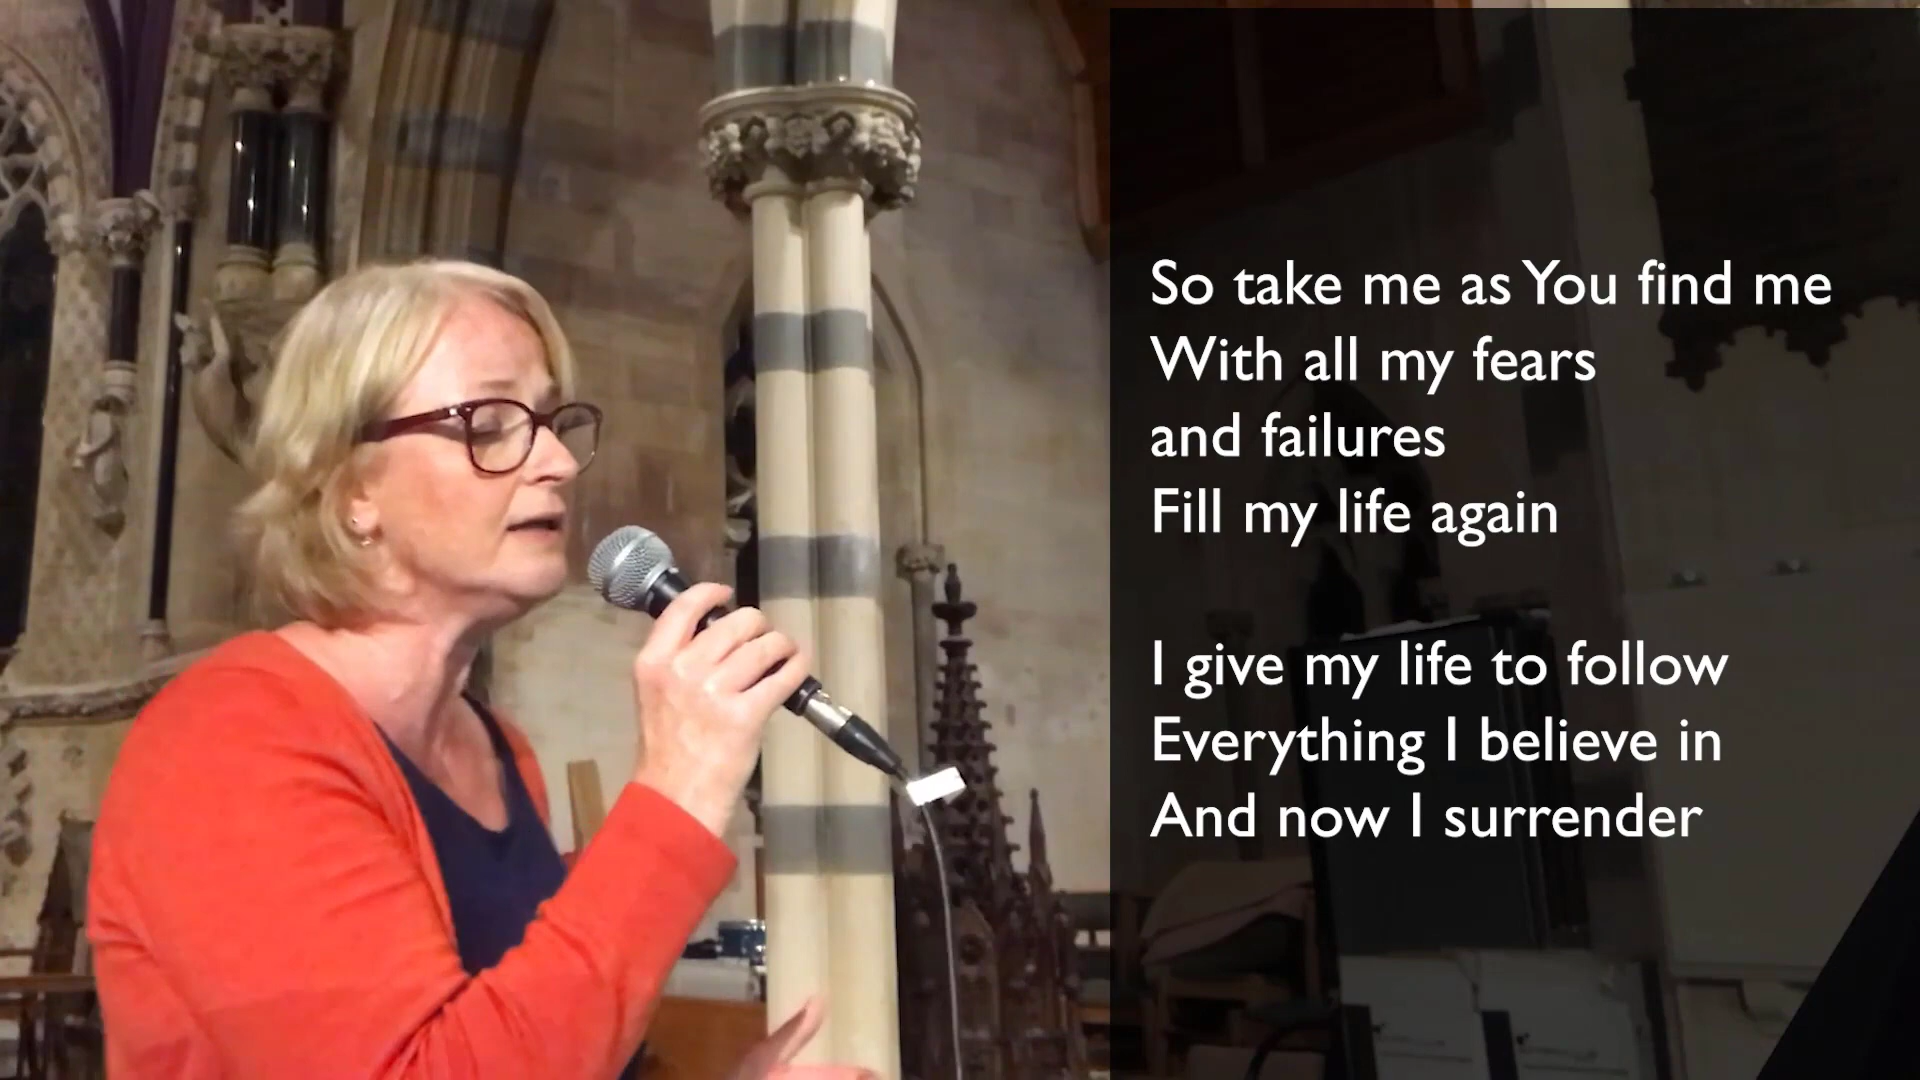 So take me as You find me
With all my fears
and failures
Fill my life again
I give my life to follow
Everything I believe in
And now I surrender